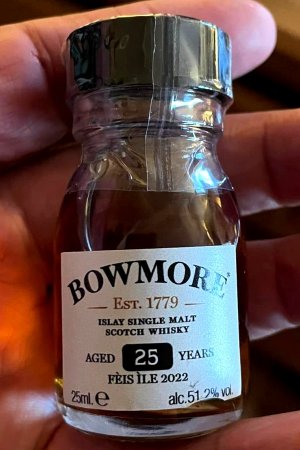 BOWMORE®
EST. 1779
ISLAY SINGLE MALT
SCOTCH WHISKY
AGED 25 YEARS
FÈIS ÌLE 2022
25ml. ℮ alc.51.2% vol.